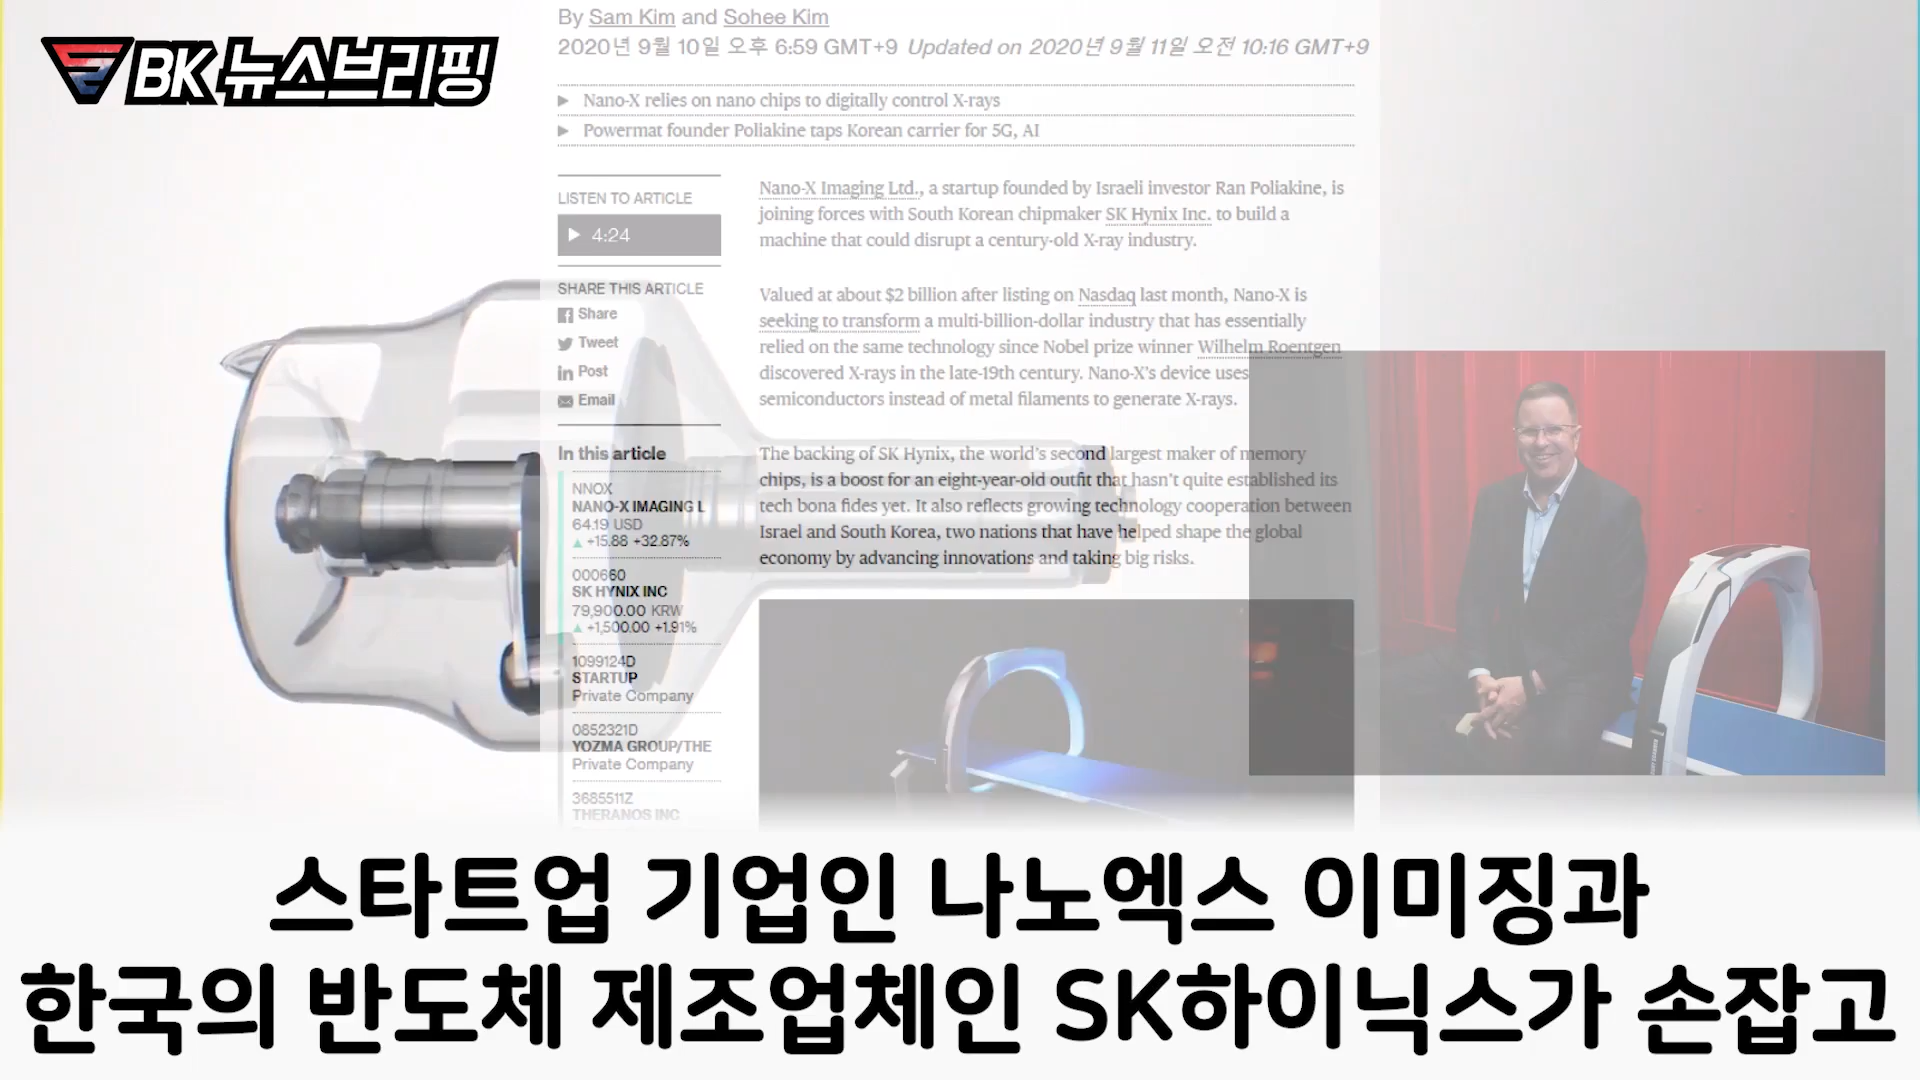 BK 뉴스브리핑
By Sam Kim and Sohee Kim
2020년 9월 10일 오후 6:59 GMT+9 Updated on 2020년 9월 11일 오전 10:16 GMT+9
▶ Nano-X relies on nano chips to digitally control X-rays
▶ Powermat founder Poliakine taps Korean carrier for 5G, AI
LISTEN TO ARTICLE
▶ 4:24
SHARE THIS ARTICLE
Share
Tweet
Post
Email
In this article
NNOX
NANO-X IMAGING L
64.19 USD
▲ +15.88 +32.87%
000660
SK HYNIX INC
79,900.00 KRW
▲ +1,500.00 +1.91%
1099124D
STARTUP
Private Company
0852321D
YOZMA GROUP/THE
Private Company
3685511Z
THERANOS INC
Nano-X Imaging Ltd., a startup founded by Israeli investor Ran Poliakine, is
joining forces with South Korean chipmaker SK Hynix Inc. to build a
machine that could disrupt a century-old X-ray industry.
Valued at about $2 billion after listing on Nasdaq last month, Nano-X is
seeking to transform a multi-billion-dollar industry that has essentially
relied on the same technology since Nobel prize winner Wilhelm Roentgen
discovered X-rays in the late-19th century. Nano-X's device uses
semiconductors instead of metal filaments to generate X-rays.
The backing of SK Hynix, the world's second largest maker of memory
chips, is a boost for an eight-year-old outfit that hasn't quite established its
tech bona fides yet. It also reflects growing technology cooperation between
Israel and South Korea, two nations that have helped shape the global
economy by advancing innovations and taking big risks.
스타트업 기업인 나노엑스 이미징과
한국의 반도체 제조업체인 SK하이닉스가 손잡고